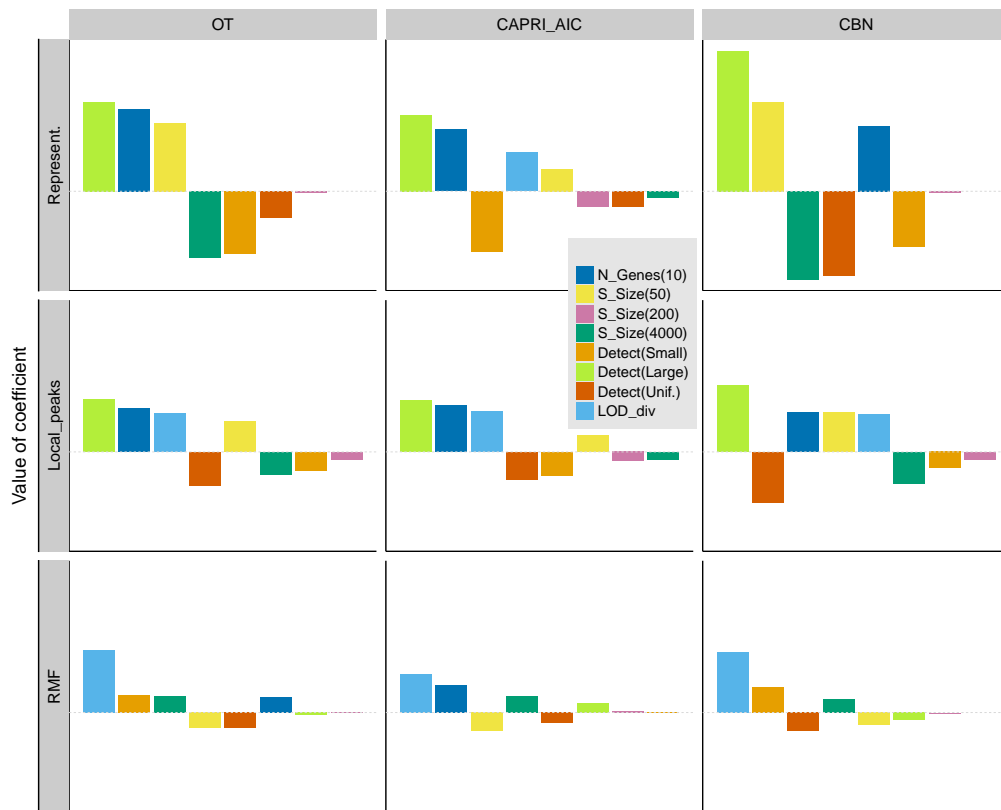 OT
CAPRI_AIC
CBN
Represent.
Local_peaks
RMF
Value of coefficient
N_Genes(10)
S_Size(50)
S_Size(200)
S_Size(4000)
Detect(Small)
Detect(Large)
Detect(Unif.)
LOD_div